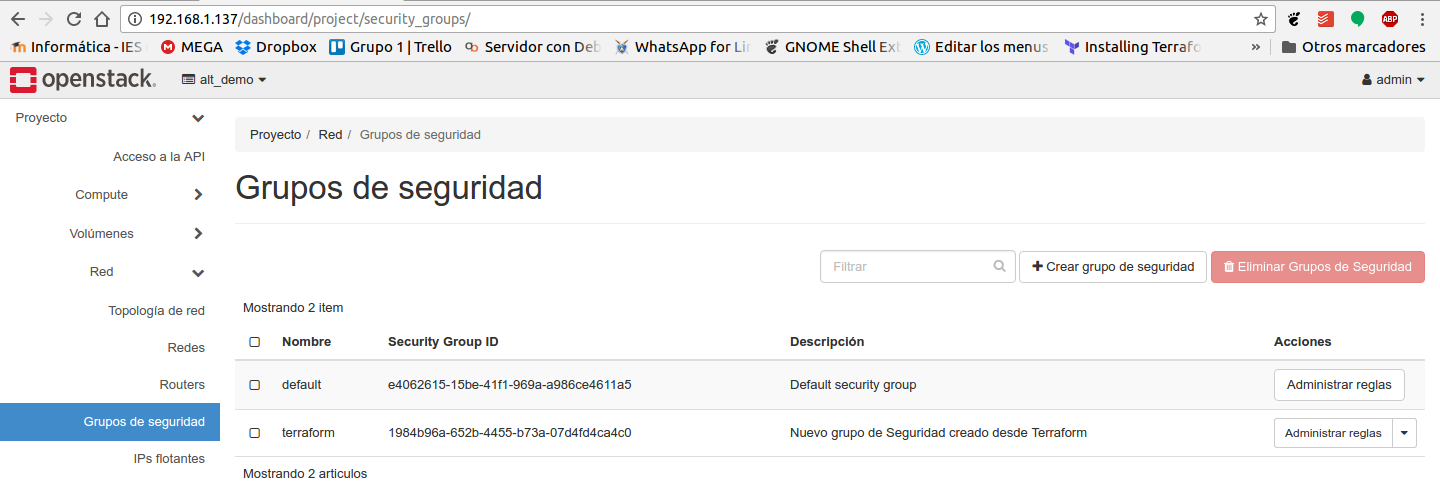 192.168.1.137/dashboard/project/security_groups/
ABP
Informática - IES MEGA Dropbox Grupo 1 | Trello Servidor con Deb WhatsApp for Lin GNOME Shell Ext Editar los menus Installing Terrafo » Otros marcadores
openstack. alt_demo admin
Proyecto
Proyecto / Red / Grupos de seguridad
Acceso a la API
Grupos de seguridad
Compute
Volúmenes
Filtrar Crear grupo de seguridad Eliminar Grupos de Seguridad
Red
Topología de red
Mostrando 2 item
Redes
Nombre Security Group ID Descripción Acciones
Routers
default e4062615-15be-41f1-969a-a986ce4611a5 Default security group Administrar reglas
Grupos de seguridad
terraform 1984b96a-652b-4455-b73a-07d4fd4ca4c0 Nuevo grupo de Seguridad creado desde Terraform Administrar reglas
IPs flotantes
Mostrando 2 articulos